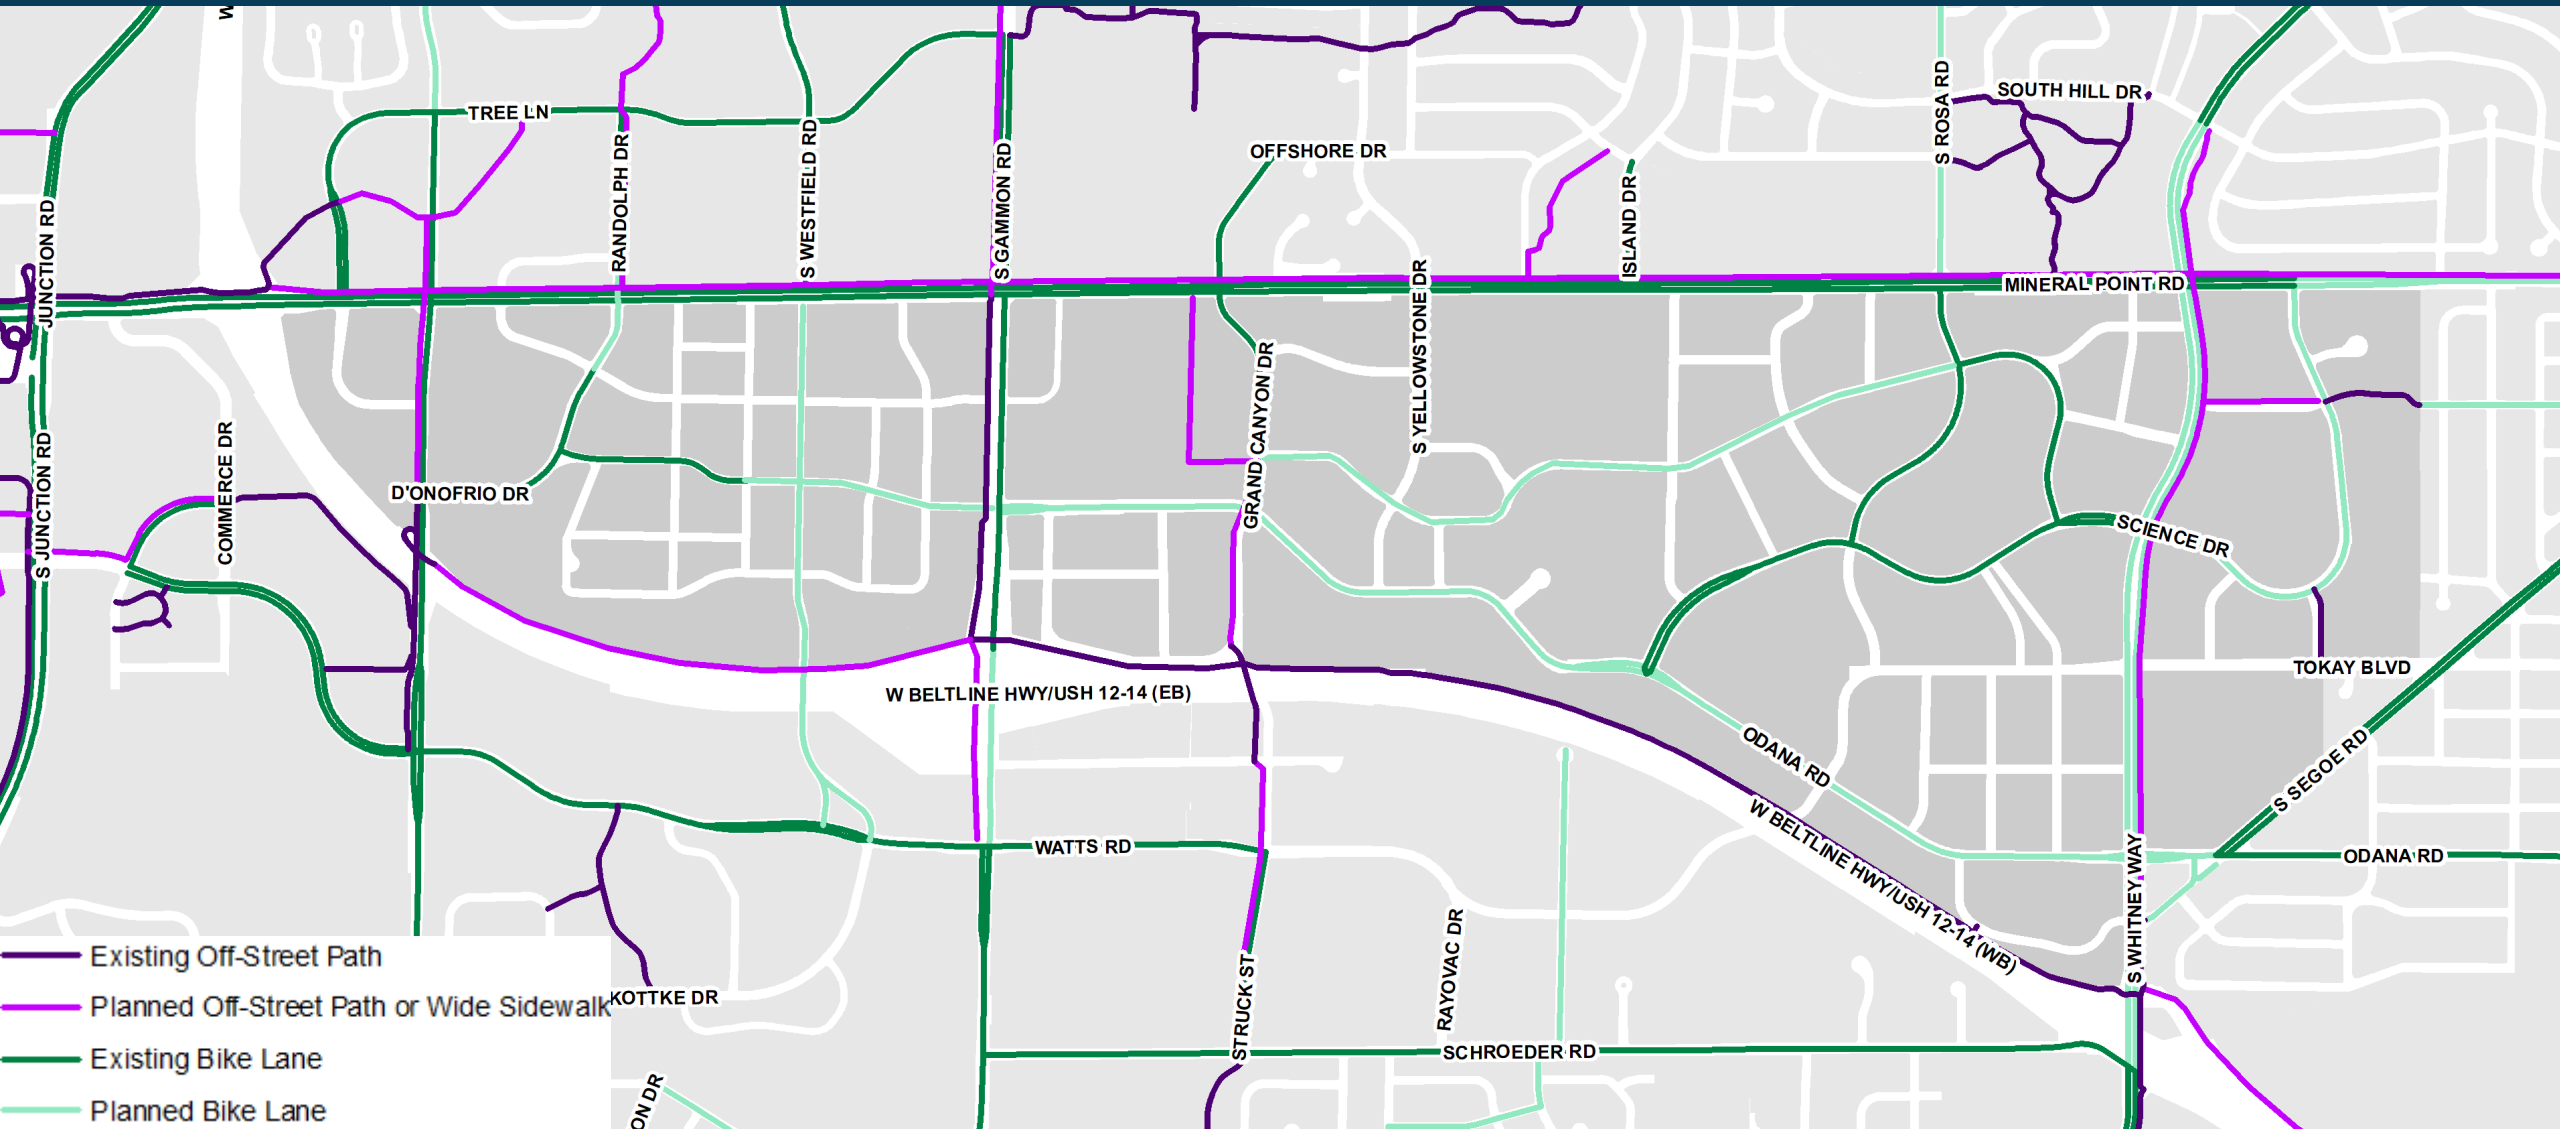 W
TREE LN
SOUTH HILL DR
S ROSA RD
OFFSHORE DR
RANDOLPH DR
S WESTFIELD RD
S GAMMON RD
ISLAND DR
JUNCTION RD
MINERAL POINT RD
S YELLOWSTONE DR
GRAND CANYON DR
COMMERCE DR
S JUNCTION RD
D'ONOFRIO DR
SCIENCE DR
TOKAY BLVD
W BELTLINE HWY/USH 12-14 (EB)
ODANA RD
S SEGOE RD
W BELTLINE HWY/USH 12-14 (WB)
WATTS RD
ODANA RD
S WHITNEY WAY
RAYOVAC DR
STRUCK ST
KOTTKE DR
SCHROEDER RD
ON DR
Existing Off-Street Path
Planned Off-Street Path or Wide Sidewalk
Existing Bike Lane
Planned Bike Lane